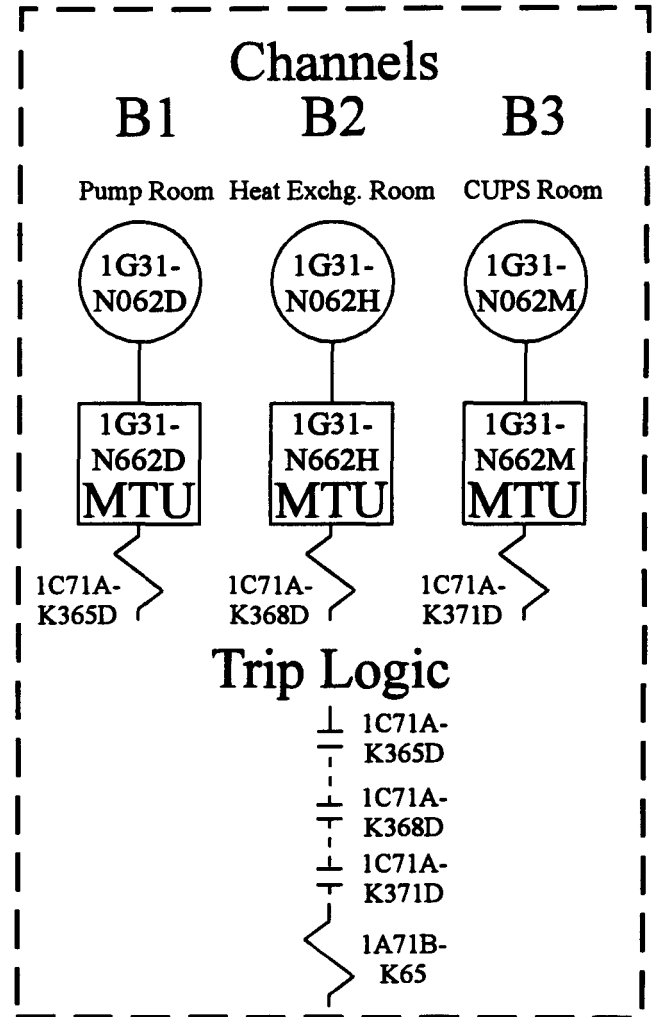 Channels
B1 B2 B3
Pump Room Heat Exchg. Room CUPS Room
1G31- 1G31- 1G31-
N062D N062H N062M
1G31- 1G31- 1G31-
N662D N662H N662M
MTU MTU MTU
1C71A- 1C71A- 1C71A-
K365D K368D K371D
Trip Logic
1C71A-
K365D
1C71A-
K368D
1C71A-
K371D
1A71B-
K65